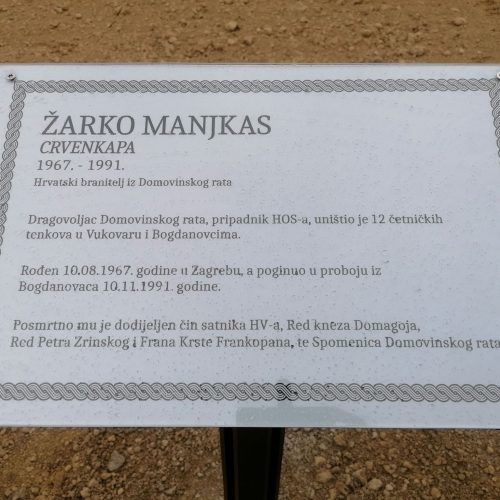 ŽARKO MANJKAS
CRVENKAPA
1967. - 1991.
Hrvatski branitelj iz Domovinskog rata
Dragovoljac Domovinskog rata, pripadnik HOS-a, uništio je 12 četničkih
tenkova u Vukovaru i Bogdanovcima.
Rođen 10.08.1967. godine u Zagrebu, a poginuo u proboju iz
Bogdanovaca 10.11.1991. godine.
Posmrtno mu je dodijeljen čin satnika HV-a, Red kneza Domagoja,
Red Petra Zrinskog i Frana Krste Frankopana, te Spomenica Domovinskog rata